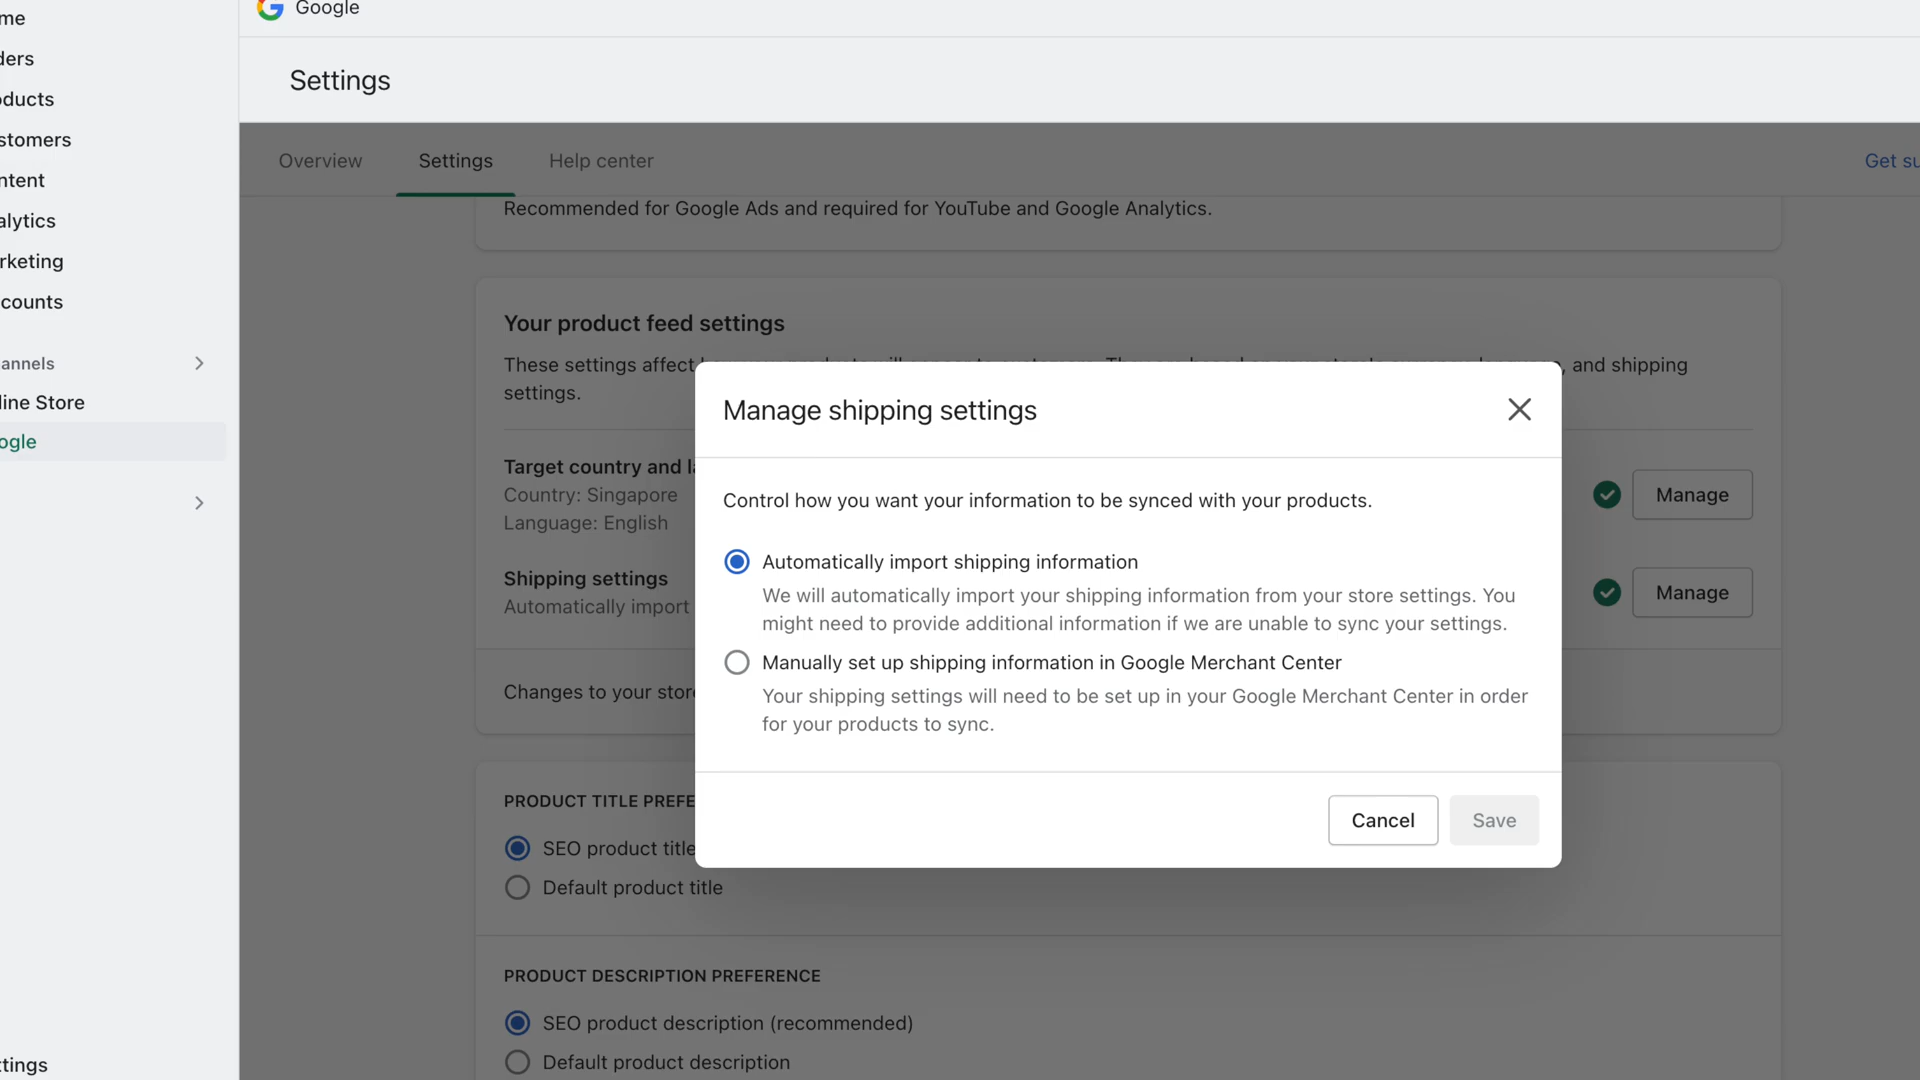 Google
me
ders
Settings
oducts
stomers
Overview
Settings
Help center
Get su
ntent
Recommended for Google Ads and required for YouTube and Google Analytics.
alytics
rketing
counts
Your product feed settings
annels
These settings affect
, and shipping
settings.
line Store
Manage shipping settings
ogle
Target country and la
Country: Singapore
Language: English
Manage
Control how you want your information to be synced with your products.
Automatically import shipping information
We will automatically import your shipping information from your store settings. You
might need to provide additional information if we are unable to sync your settings.
Shipping settings
Automatically import
Manage
Manually set up shipping information in Google Merchant Center
Your shipping settings will need to be set up in your Google Merchant Center in order
for your products to sync.
Changes to your store
Cancel
Save
PRODUCT TITLE PREFE
SEO product title
Default product title
PRODUCT DESCRIPTION PREFERENCE
SEO product description (recommended)
Default product description
ttings